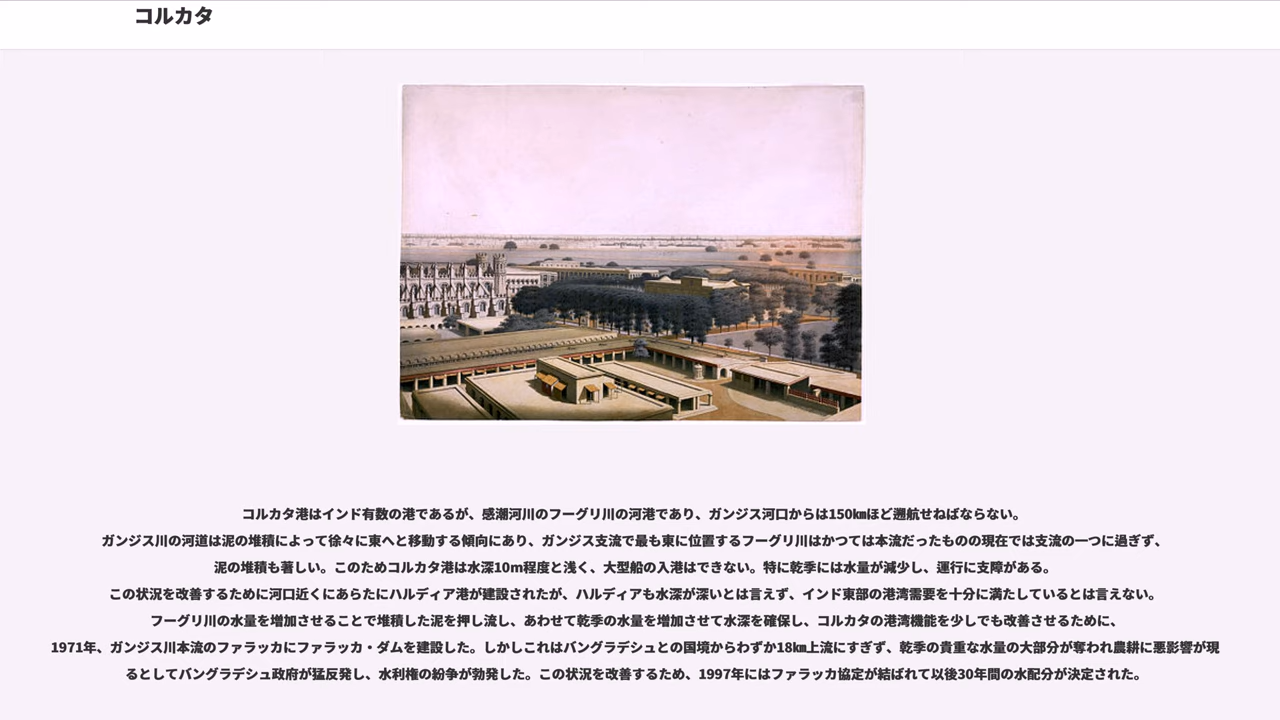 コルカタ
コルカタ港はインド有数の港であるが、感潮河川のフーグリ川の河港であり、ガンジス河口からは150㎞ほど遡航せねばならない。
ガンジス川の河道は泥の堆積によって徐々に東へと移動する傾向にあり、ガンジス支流で最も東に位置するフーグリ川はかつては本流だったものの現在では支流の一つに過ぎず、
泥の堆積も著しい。このためコルカタ港は水深10m程度と浅く、大型船の入港はできない。特に乾季には水量が減少し、運行に支障がある。
この状況を改善するために河口近くにあらたにハルディア港が建設されたが、ハルディアも水深が深いとは言えず、インド東部の港湾需要を十分に満たしているとは言えない。
フーグリ川の水量を増加させることで堆積した泥を押し流し、あわせて乾季の水量を増加させて水深を確保し、コルカタの港湾機能を少しでも改善させるために、
1971年、ガンジス川本流のファラッカにファラッカ・ダムを建設した。しかしこれはバングラデシュとの国境からわずか18㎞上流にすぎず、乾季の貴重な水量の大部分が奪われ農耕に悪影響が現
るとしてバングラデシュ政府が猛反発し、水利権の紛争が勃発した。この状況を改善するため、1997年にはファラッカ協定が結ばれて以後30年間の水配分が決定された。